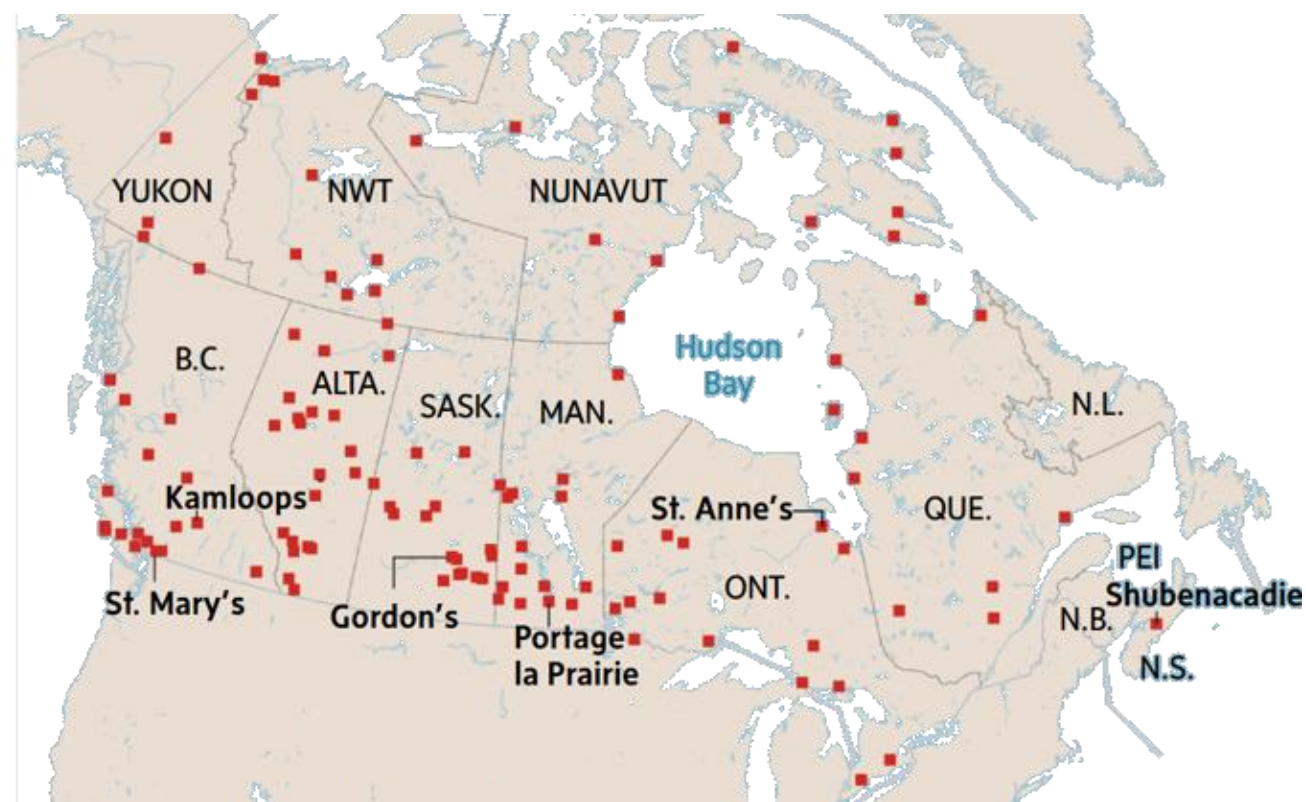 YUKON
NWT
NUNAVUT
B.C.
ALTA.
SASK.
MAN.
Hudson
Bay
N.L.
Kamloops
St. Anne's
QUE.
PEI
Shubenacadie
ONT.
N.B.
St. Mary's
Gordon's
Portage
la Prairie
N.S.